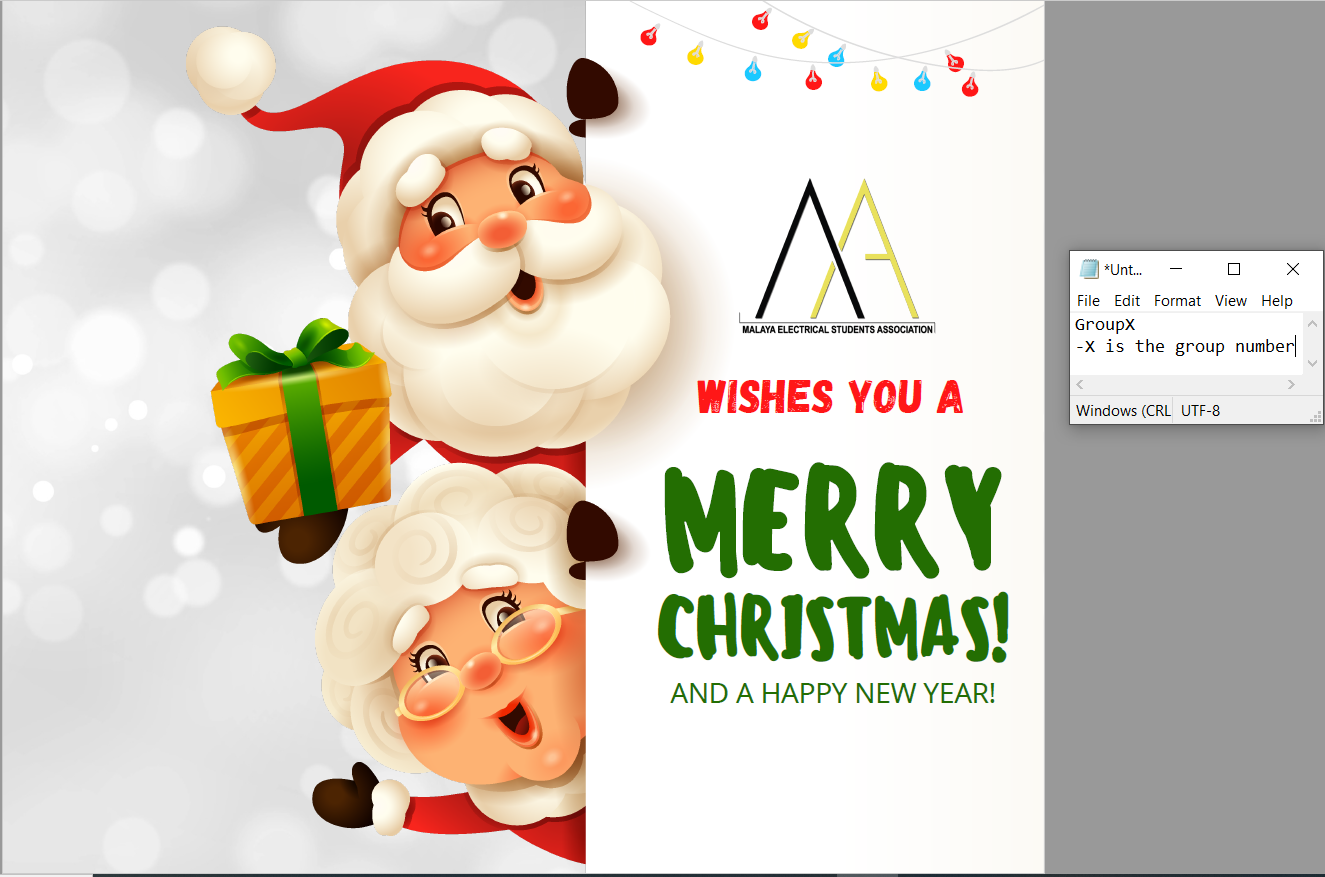 MALAYA ELECTRICAL STUDENTS ASSOCIATION
WISHES YOU A
MERRY
CHRISTMAS!
AND A HAPPY NEW YEAR!
*Unt...
File Edit Format View Help
GroupX
-X is the group number
Windows (CRL UTF-8